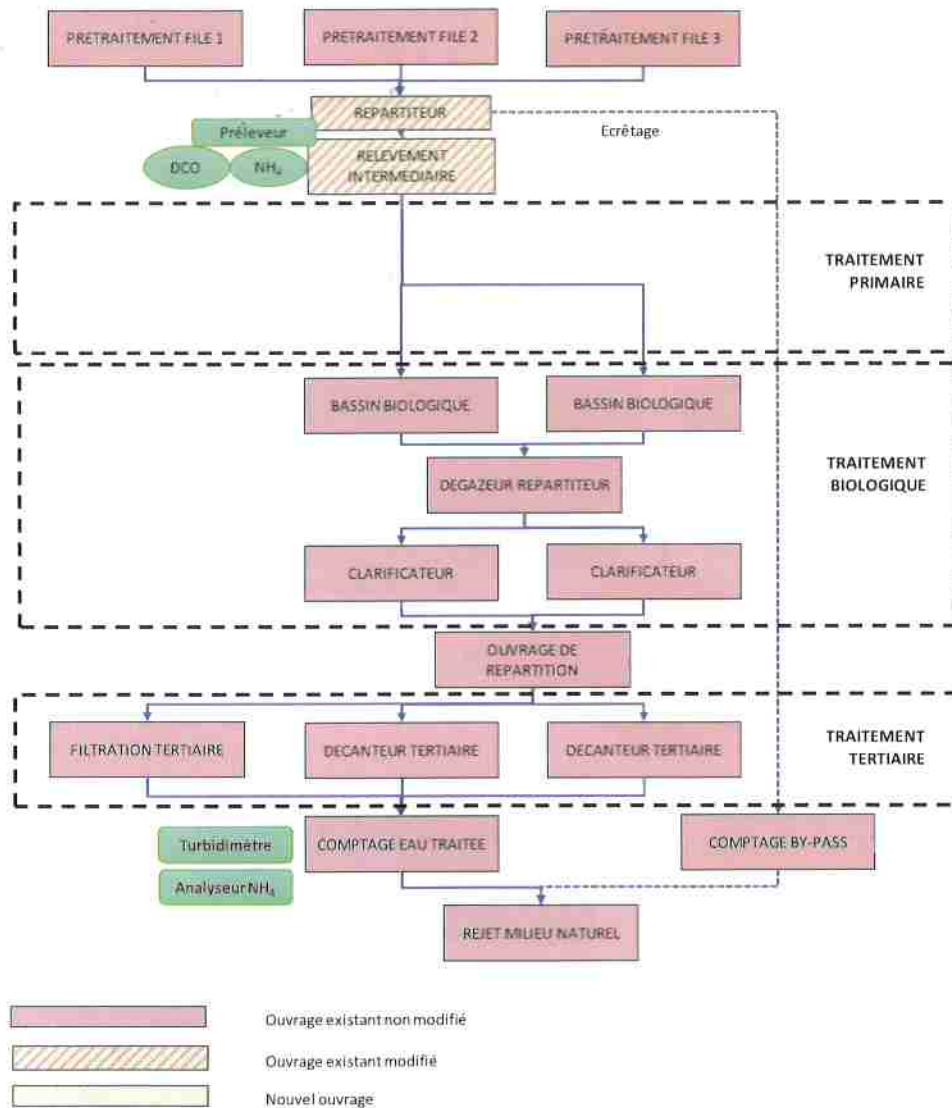 PRETRAITEMENT FILE 1
PRETRAITEMENT FILE 2
PRETRAITEMENT FILE 3
REPARTITEUR
Ecrêtage
Préleveur
DCO
NH₄
RELEVEMENT
INTERMEDIAIRE
TRAITEMENT
PRIMAIRE
BASSIN BIOLOGIQUE
BASSIN BIOLOGIQUE
DEGAZEUR REPARTITEUR
TRAITEMENT
BIOLOGIQUE
CLARIFICATEUR
CLARIFICATEUR
OUVRAGE DE
REPARTITION
FILTRATION TERTIAIRE
DECANTEUR TERTIAIRE
DECANTEUR TERTIAIRE
TRAITEMENT
TERTIAIRE
Turbidimètre
COMPTAGE EAU TRAITEE
COMPTAGE BY-PASS
Analyseur NH₄
REJET MILIEU NATUREL
Ouvrage existant non modifié
Ouvrage existant modifié
Nouvel ouvrage